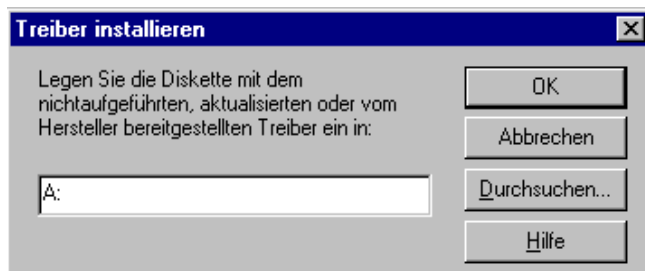 Treiber installieren
Legen Sie die Diskette mit dem
nichtaufgeführten, aktualisierten oder vom
Hersteller bereitgestellten Treiber ein in:
A:
OK
Abbrechen
Durchsuchen...
Hilfe